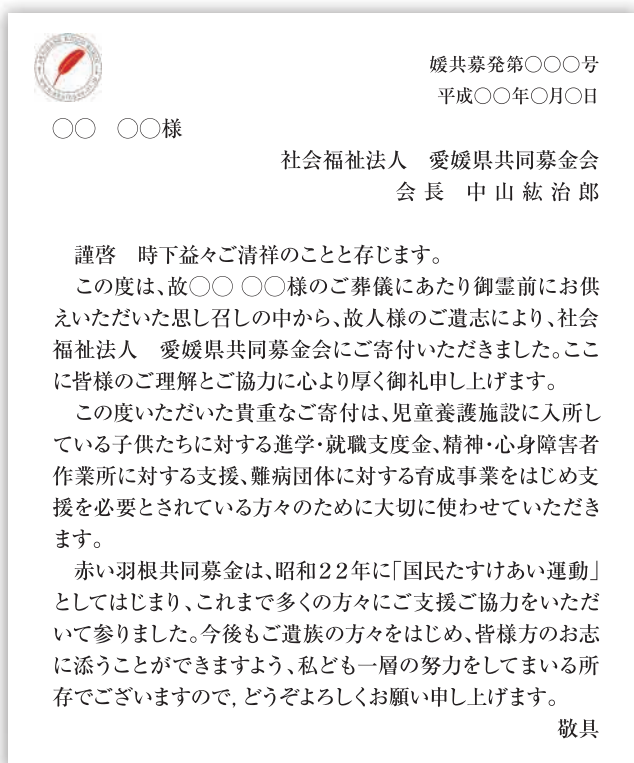 媛共募発第〇〇〇号
平成〇〇年〇月〇日
〇〇　〇〇様
社会福祉法人　愛媛県共同募金会
会 長　中 山 紘 治 郎
謹啓　時下益々ご清祥のことと存じます。
この度は、故〇〇 〇〇様のご葬儀にあたり御霊前にお供
えいただいた思し召しの中から、故人様のご遺志により、社会
福祉法人　愛媛県共同募金会にご寄付いただきました。ここ
に皆様のご理解とご協力に心より厚く御礼申し上げます。
この度いただいた貴重なご寄付は、児童養護施設に入所し
ている子供たちに対する進学・就職支度金、精神・心身障害者
作業所に対する支援、難病団体に対する育成事業をはじめ支
援を必要とされている方々のために大切に使わせていただき
ます。
赤い羽根共同募金は、昭和２２年に「国民たすけあい運動」
としてはじまり、これまで多くの方々にご支援ご協力をいただ
いて参りました。今後もご遺族の方々をはじめ、皆様方のお志
に添うことができますよう、私ども一層の努力をしてまいる所
存でございますので, どうぞよろしくお願い申し上げます。
敬具